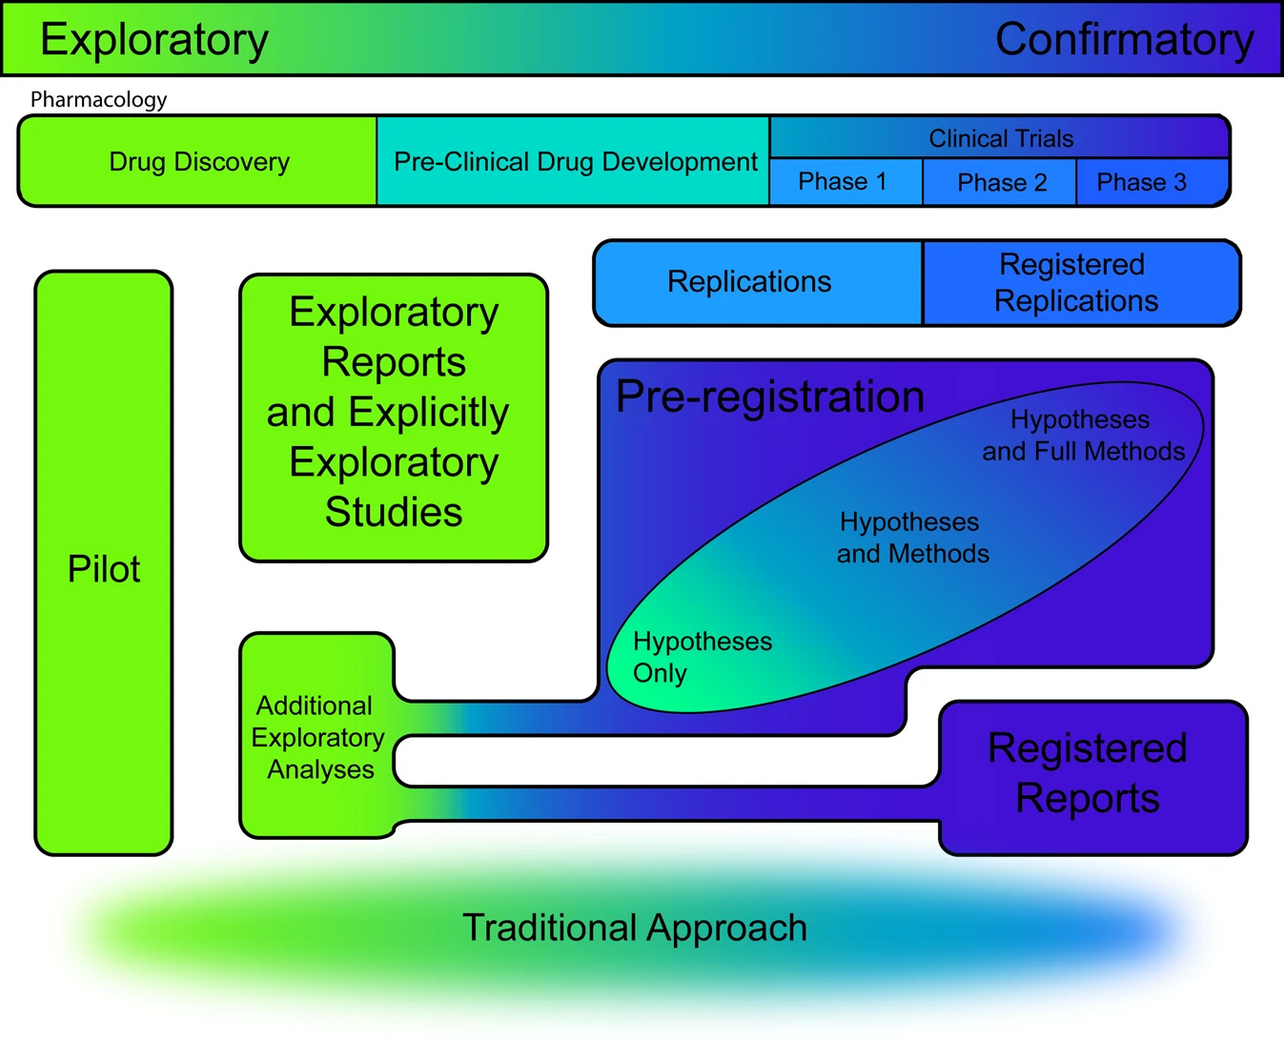 Exploratory
Confirmatory
Pharmacology
Drug Discovery
Pre-Clinical Drug Development
Clinical Trials
Phase 1
Phase 2
Phase 3
Replications
Registered
Replications
Pilot
Exploratory
Reports
and Explicitly
Exploratory
Studies
Pre-registration
Hypotheses
and Full Methods
Hypotheses
and Methods
Hypotheses
Only
Additional
Exploratory
Analyses
Registered
Reports
Traditional Approach